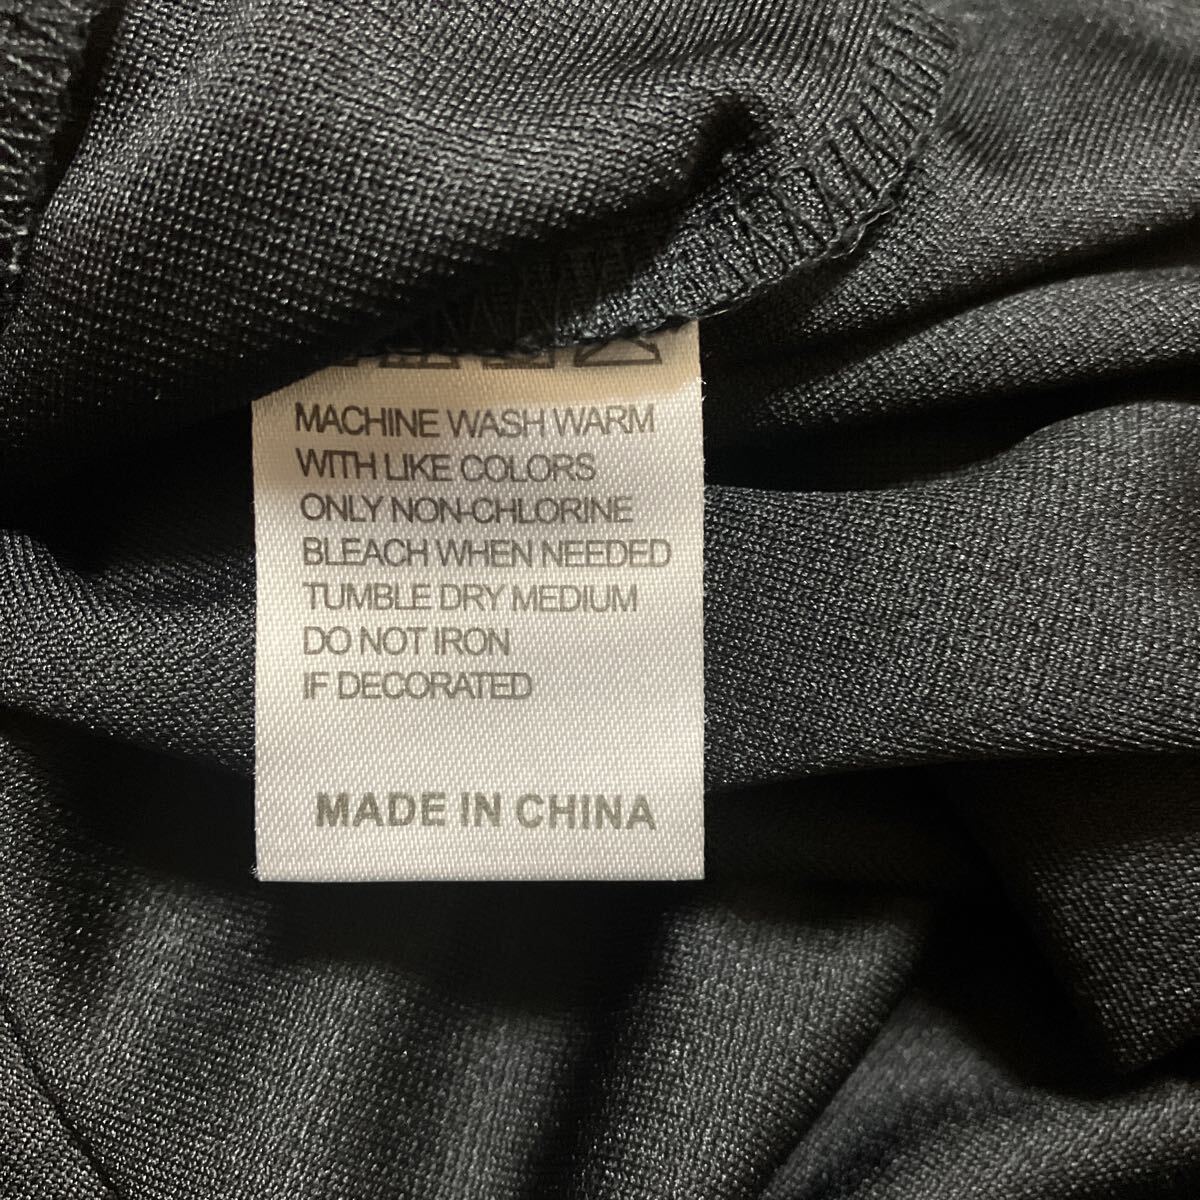 MACHINE WASH WARM
WITH LIKE COLORS
ONLY NON-CHLORINE
BLEACH WHEN NEEDED
TUMBLE DRY MEDIUM
DO NOT IRON
IF DECORATED
MADE IN CHINA